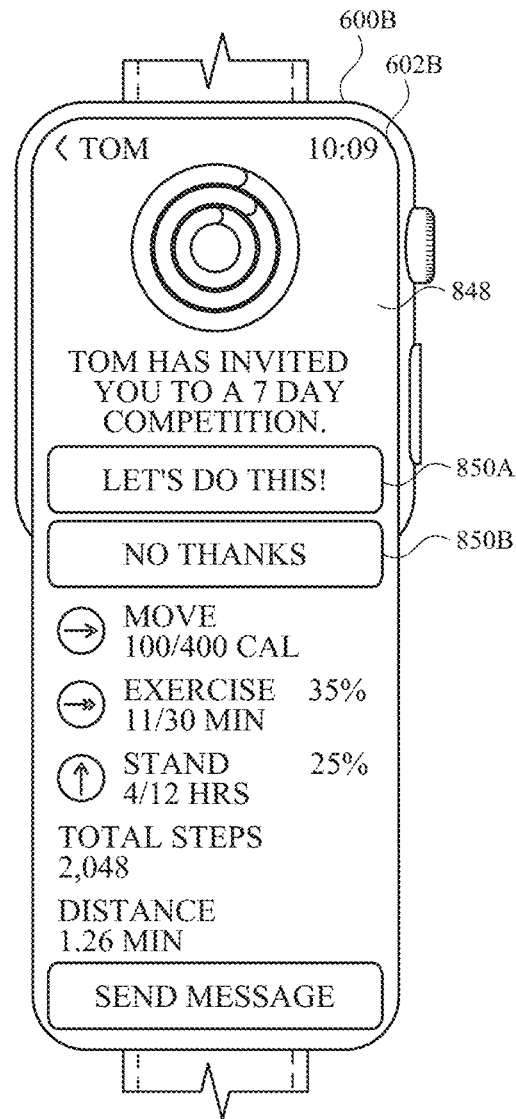 600B
602B
< TOM 10:09
848
TOM HAS INVITED
YOU TO A 7 DAY
COMPETITION.
LET'S DO THIS!
850A
NO THANKS
850B
MOVE
100/400 CAL
EXERCISE 35%
11/30 MIN
STAND 25%
4/12 HRS
TOTAL STEPS
2,048
DISTANCE
1.26 MIN
SEND MESSAGE